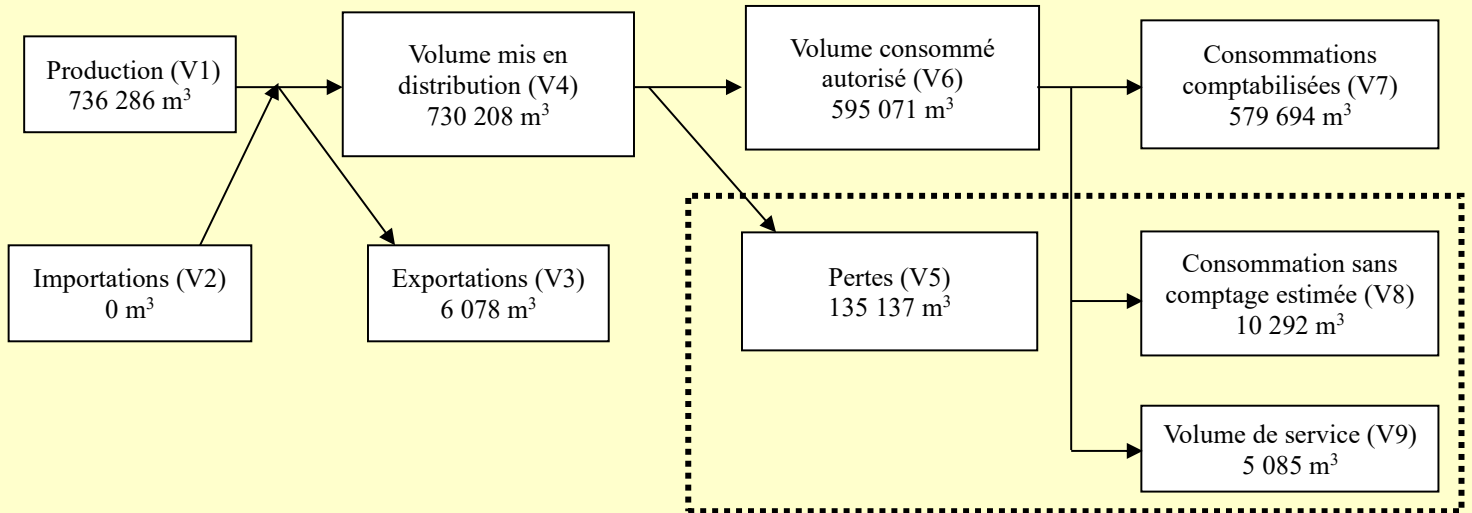 Production (V1)
736 286 m³
Volume mis en
distribution (V4)
730 208 m³
Volume consommé
autorisé (V6)
595 071 m³
Consommations
comptabilisées (V7)
579 694 m³
Importations (V2)
0 m³
Exportations (V3)
6 078 m³
Pertes (V5)
135 137 m³
Consommation sans
comptage estimée (V8)
10 292 m³
Volume de service (V9)
5 085 m³